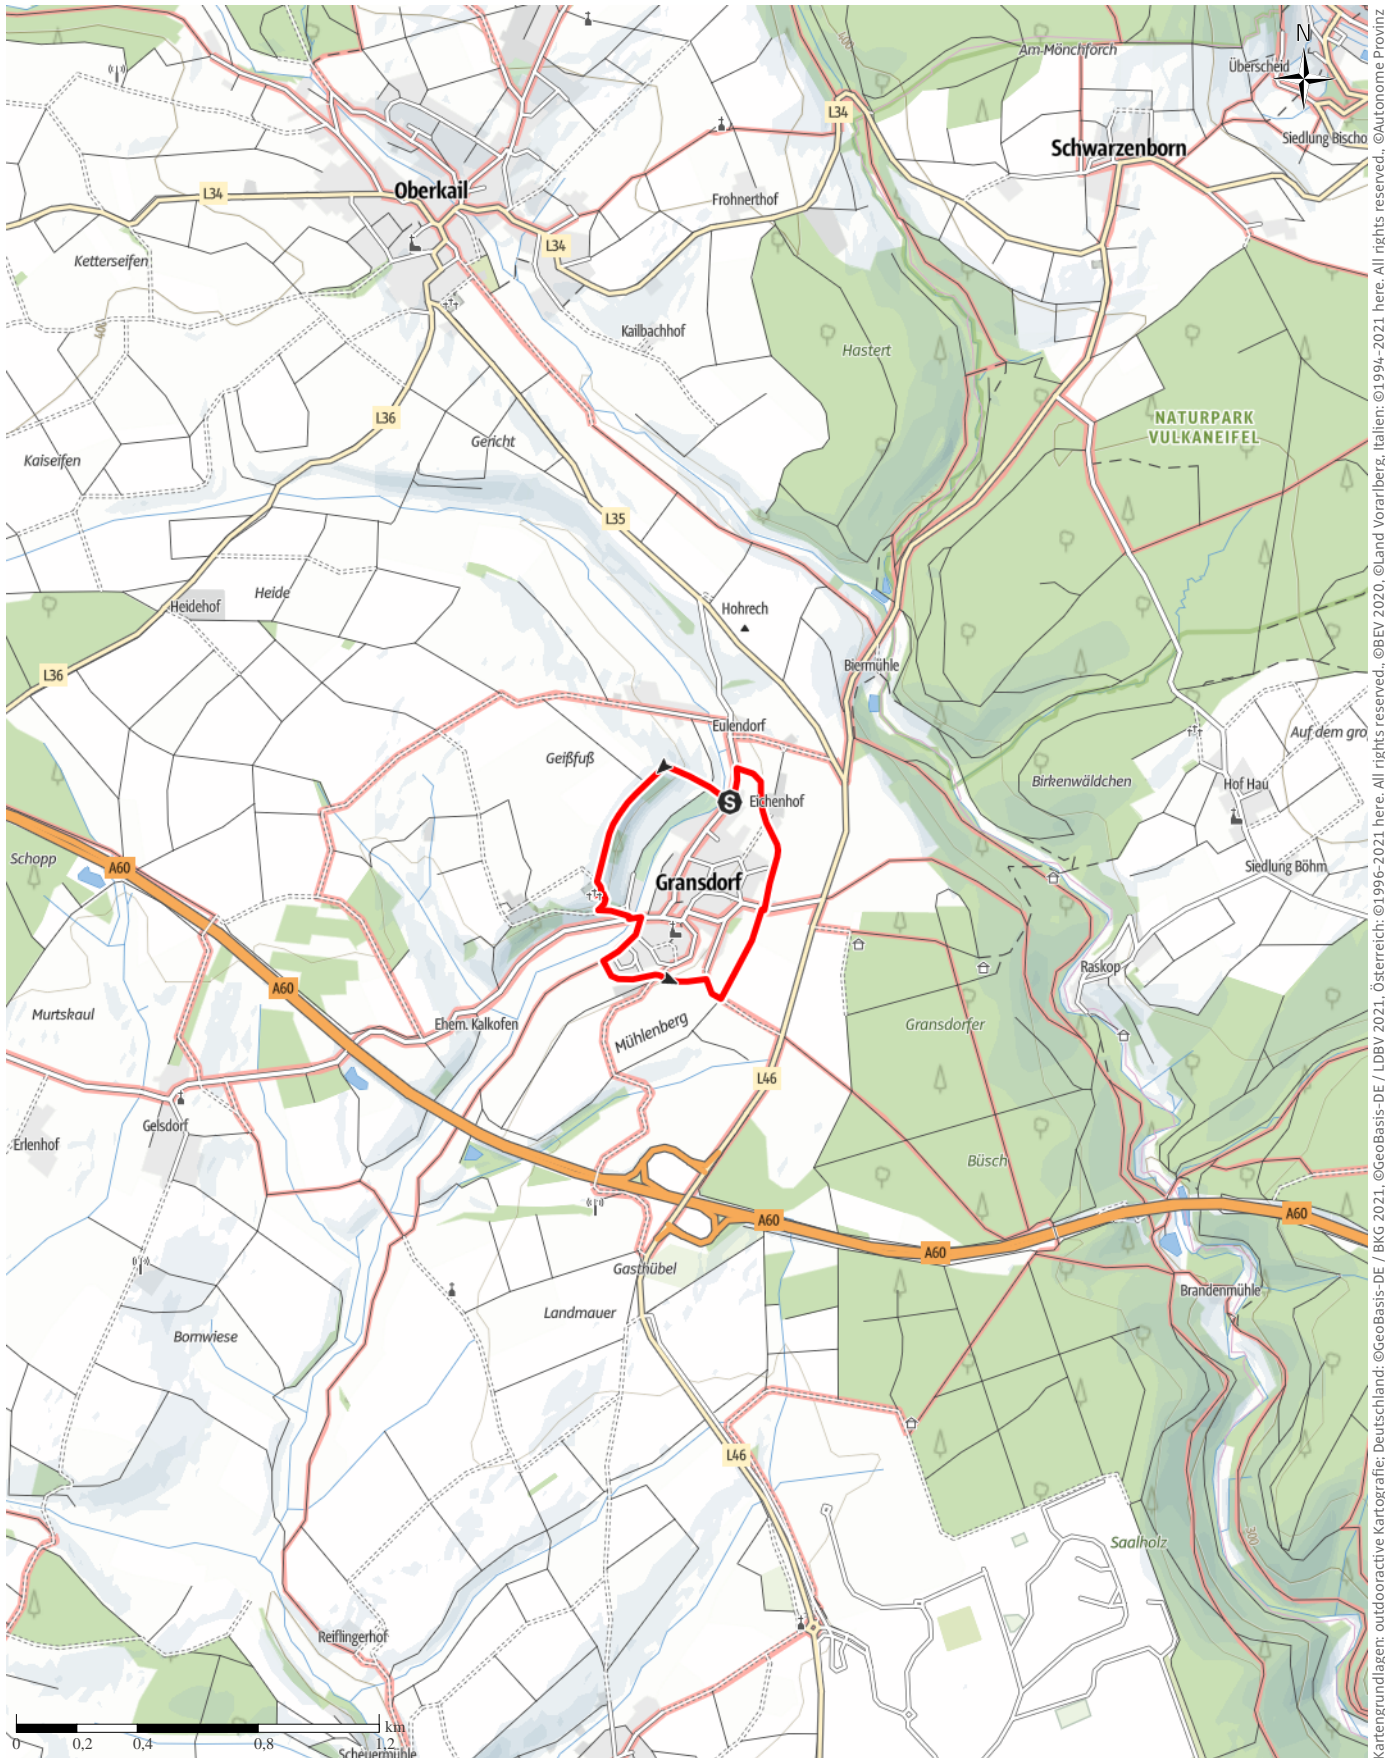 N
Am Mönchforch
Überscheid
400
L34
Siedlung Bischo
Schwarzenborn
Oberkail
L34
Frohnerthof
L34
Ketterseifen
Kailbachhof
Hastert
L36
NATURPARK
VULKANEIFEL
Gericht
Kaiseifen
L35
Heide
Heidehof
Hohrech
Biermühle
L36
Eulendorf
Auf dem gro
Geißfuß
Birkenwäldchen
Hof Hau
S
Eichenhof
Schopp
A60
Siedlung Böhm
Gransdorf
Raskop
A60
Murtskaul
Ehem. Kalkofen
Mühlenberg
Gransdorfer
L46
Gelsdorf
Erlenhof
Büsch
A60
A60
A60
Gasthübel
Brandenmühle
Landmauer
Bornwiese
L46
300
Saalholz
Reiflingerhof
km
0
0,2
0,4
0,8
1,2
Scheuermühle
Kartengrundlagen: outdooractive Kartografie; Deutschland: ©GeoBasis-DE / BKG 2021, ©GeoBasis-DE / LDBV 2021, Österreich: ©1996-2021 here. All rights reserved., ©BEV 2020, ©Land Vorarlberg, Italien: ©1994-2021 here. All rights reserved., ©Autonome Provinz